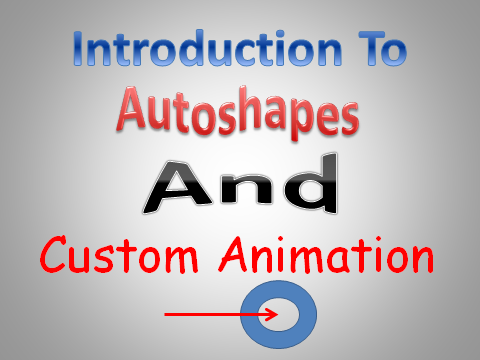 Introduction To
Autoshapes
And
Custom Animation